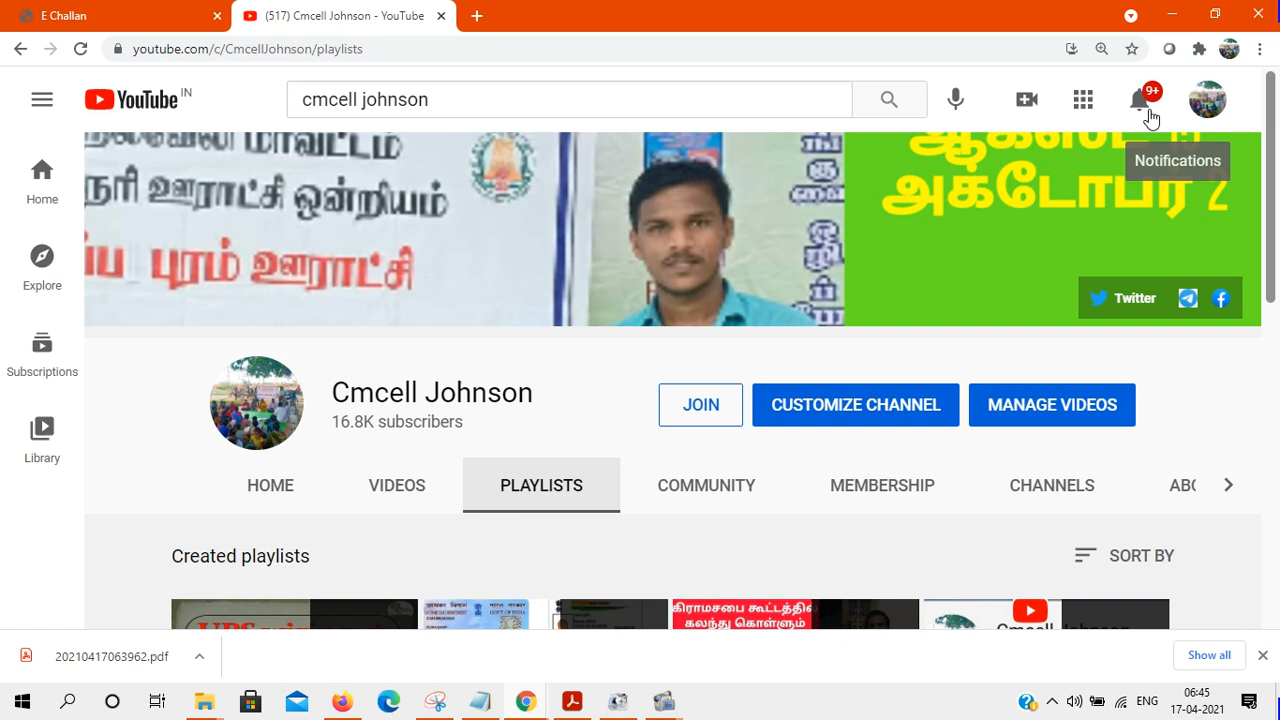 E Challan
(517) Cmcell Johnson - YouTube
youtube.com/c/CmcellJohnson/playlists
YouTube IN
cmcell johnson
9+
Notifications
மாவட்டம்
ஊராட்சி ஒன்றியம்
புரம் ஊராட்சி
அக்டோபர் 2
Twitter
Home
Explore
Subscriptions
Library
Cmcell Johnson
16.8K subscribers
JOIN
CUSTOMIZE CHANNEL
MANAGE VIDEOS
HOME
VIDEOS
PLAYLISTS
COMMUNITY
MEMBERSHIP
CHANNELS
Created playlists
SORT BY
கிராமசபை கூட்டத்தில்
கலந்து கொள்ளும்
20210417063962.pdf
Show all
ENG
06:45
17-04-2021